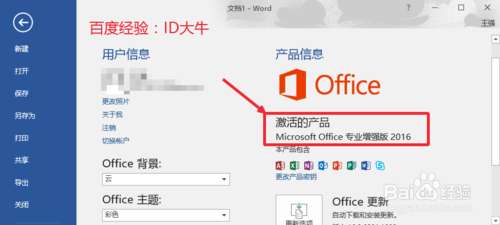 文档1 - Word
王强
百度经验：ID大牛
新建
打开
保存
另存为
打印
共享
导出
关闭
用户信息
更改照片
关于我
注销
切换帐户
Office 背景:
云
Office 主题:
彩色
产品信息
Office
激活的产品
Microsoft Office 专业增强版 2016
本产品包含
更改产品密钥
更新选项
Office 更新
自动下载和安装更新。
Baidu 经验